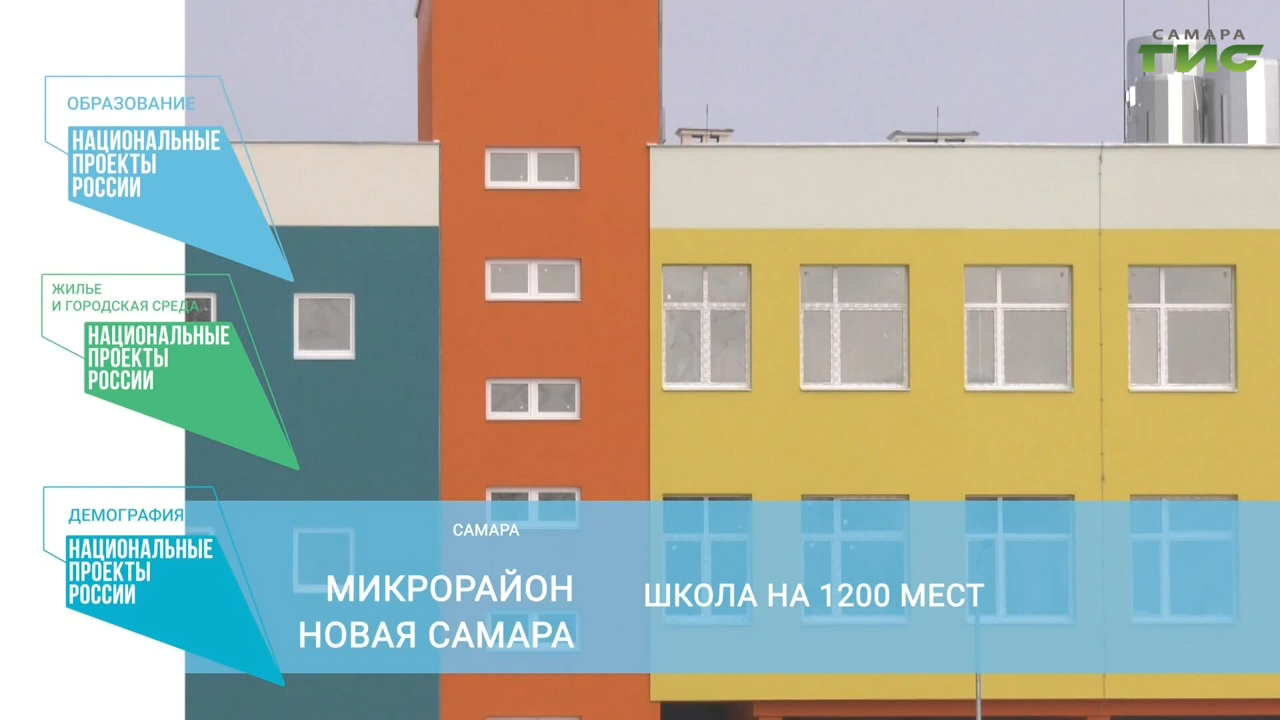 САМАРА
ГИС
ОБРАЗОВАНИЕ
НАЦИОНАЛЬНЫЕ
ПРОЕКТЫ
РОССИИ
ЖИЛЬЕ
И ГОРОДСКАЯ СРЕДА
НАЦИОНАЛЬНЫЕ
ПРОЕКТЫ
РОССИИ
ДЕМОГРАФИЯ
НАЦИОНАЛЬНЫЕ
ПРОЕКТЫ
РОССИИ
САМАРА
МИКРОРАЙОН
НОВАЯ САМАРА
ШКОЛА НА 1200 МЕСТ